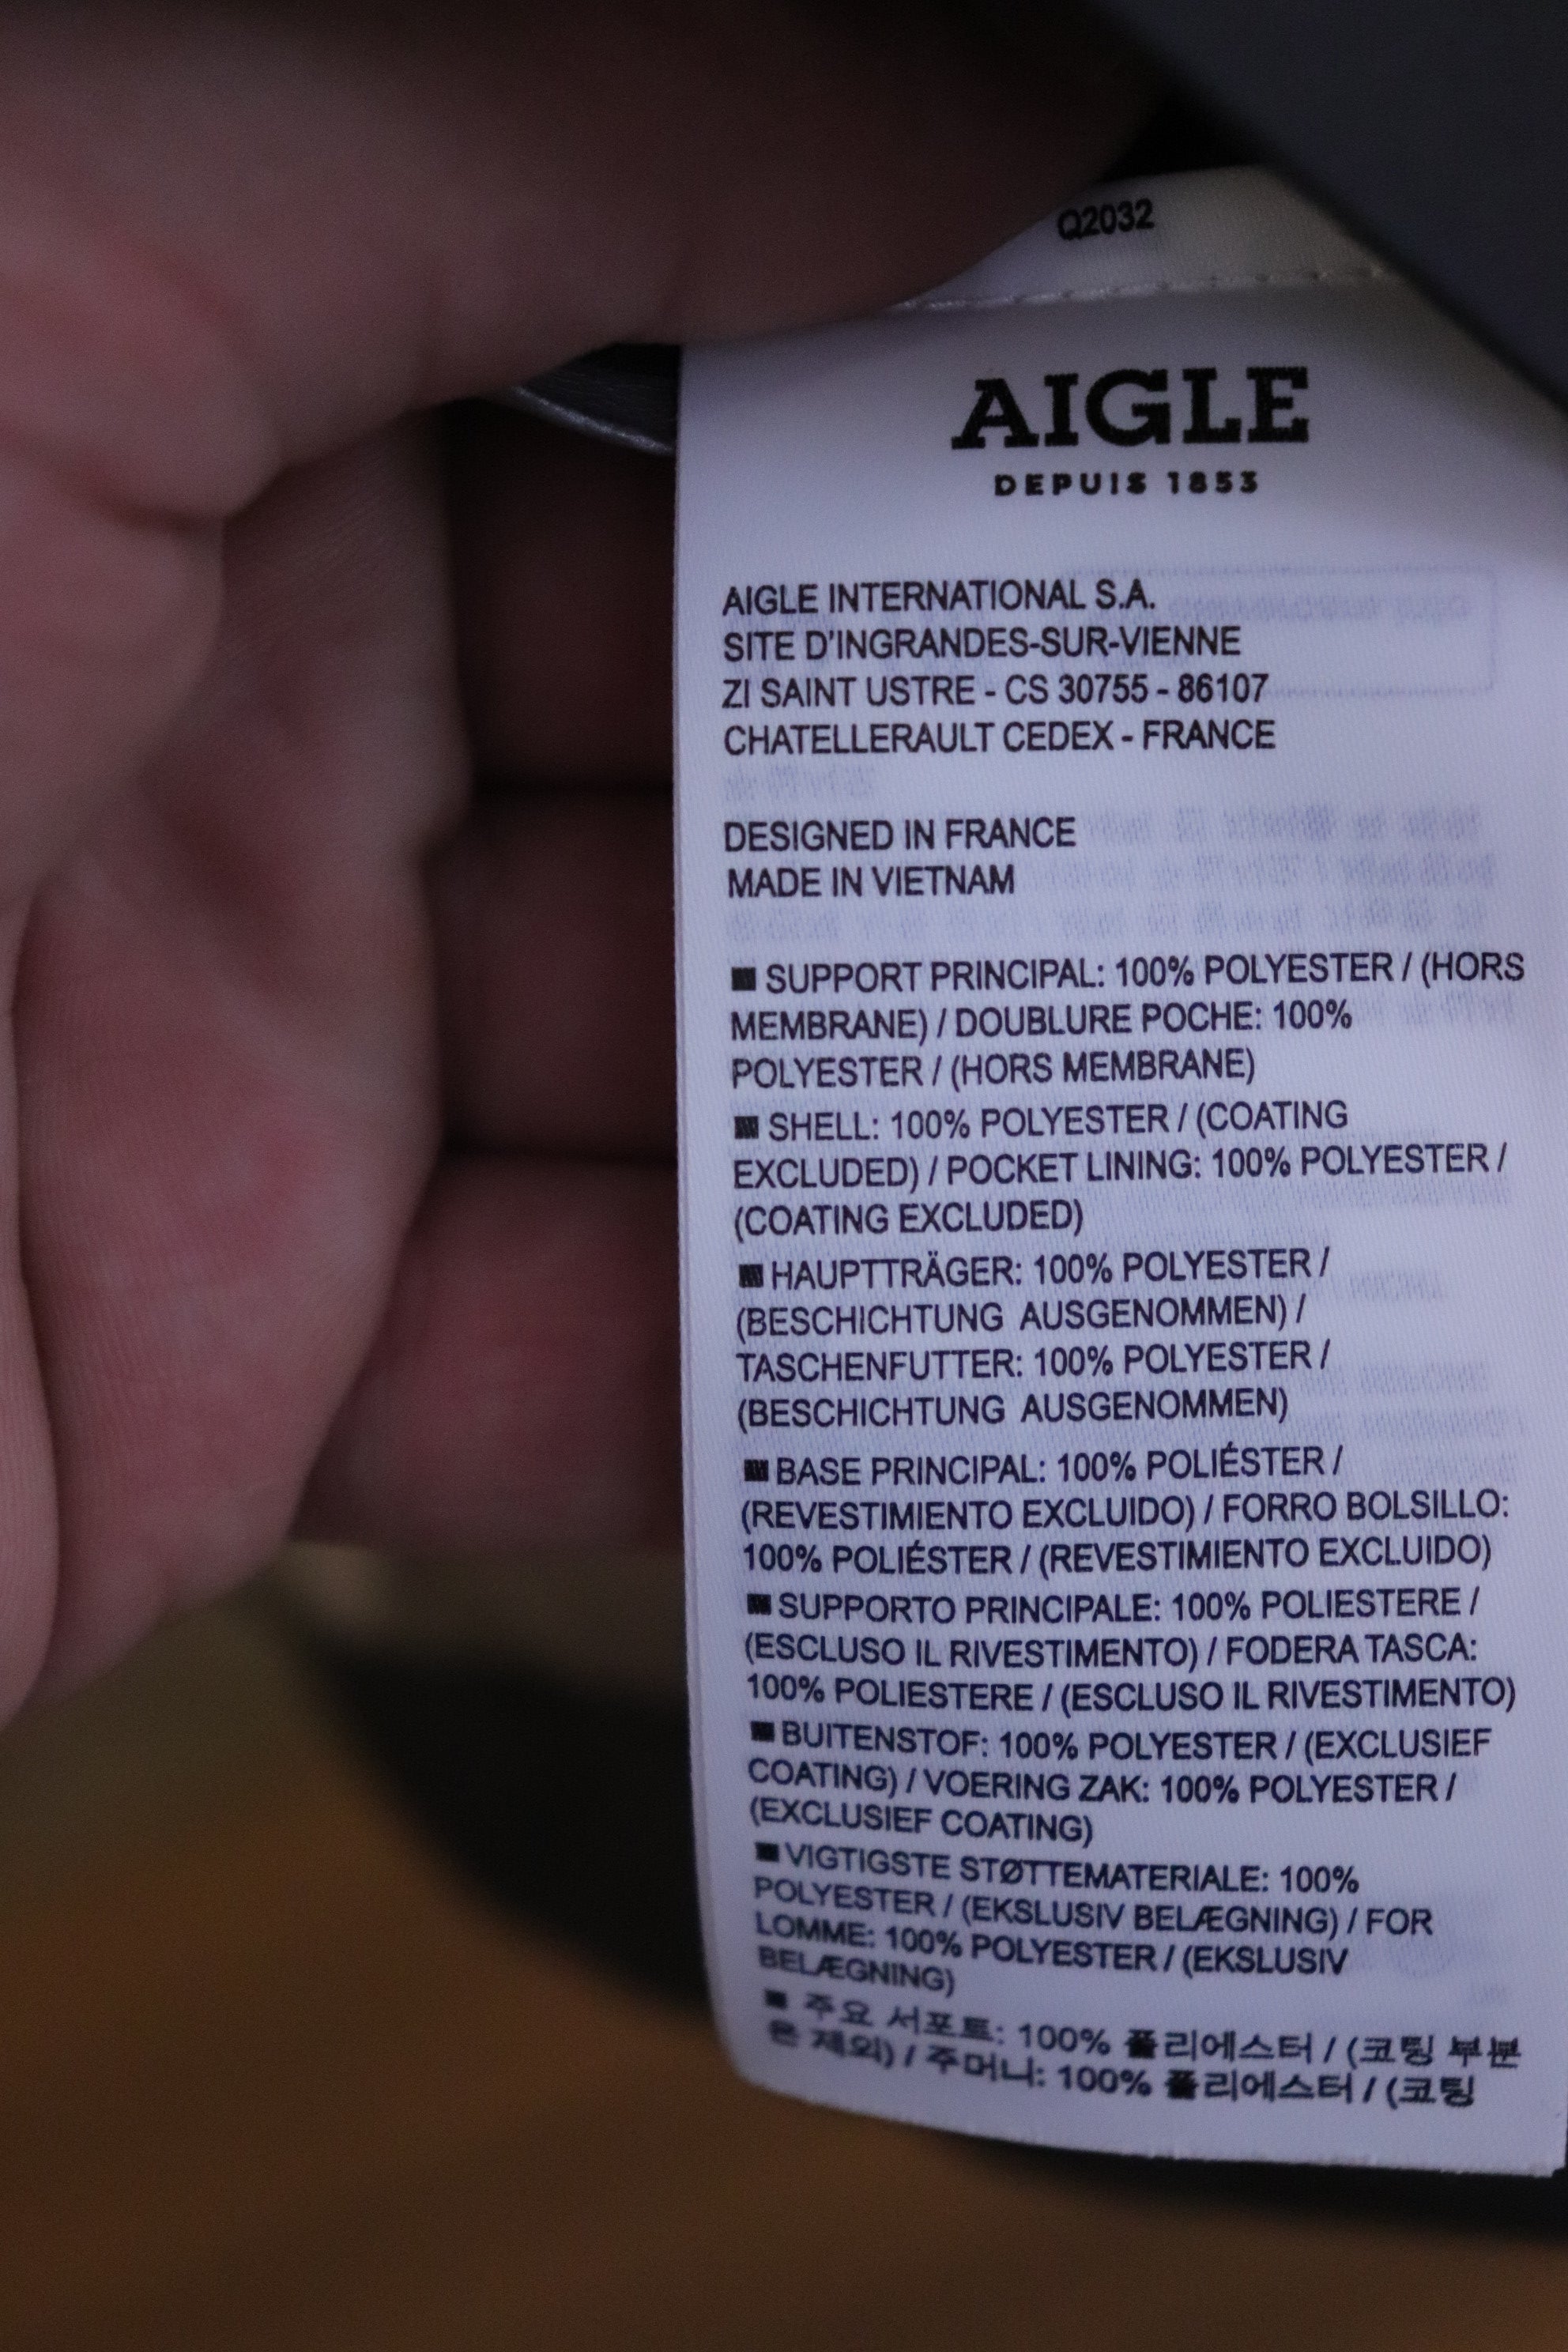 Q2032
AIGLE
DEPUIS 1853
AIGLE INTERNATIONAL S.A.
SITE D'INGRANDES-SUR-VIENNE
ZI SAINT USTRE - CS 30755 - 86107
CHATELLERAULT CEDEX - FRANCE
DESIGNED IN FRANCE
MADE IN VIETNAM
■ SUPPORT PRINCIPAL: 100% POLYESTER / (HORS
MEMBRANE) / DOUBLURE POCHE: 100%
POLYESTER / (HORS MEMBRANE)
■ SHELL: 100% POLYESTER / (COATING
EXCLUDED) / POCKET LINING: 100% POLYESTER /
(COATING EXCLUDED)
■ HAUPTTRÄGER: 100% POLYESTER /
(BESCHICHTUNG AUSGENOMMEN) /
TASCHENFUTTER: 100% POLYESTER /
(BESCHICHTUNG AUSGENOMMEN)
■ BASE PRINCIPAL: 100% POLIÉSTER /
(REVESTIMIENTO EXCLUIDO) / FORRO BOLSILLO:
100% POLIÉSTER / (REVESTIMIENTO EXCLUIDO)
■ SUPPORTO PRINCIPALE: 100% POLIESTERE /
(ESCLUSO IL RIVESTIMENTO) / FODERA TASCA:
100% POLIESTERE / (ESCLUSO IL RIVESTIMENTO)
■ BUITENSTOF: 100% POLYESTER / (EXCLUSIEF
COATING) / VOERING ZAK: 100% POLYESTER /
(EXCLUSIEF COATING)
■ VIGTIGSTE STØTTEMATERIALE: 100%
POLYESTER / (EKSLUSIV BELÆGNING) / FOR
LOMME: 100% POLYESTER / (EKSLUSIV
BELÆGNING)
■ 주요 서포트: 100% 폴리에스터 / (코팅 부분
은 제외) / 주머니: 100% 폴리에스터 / (코팅